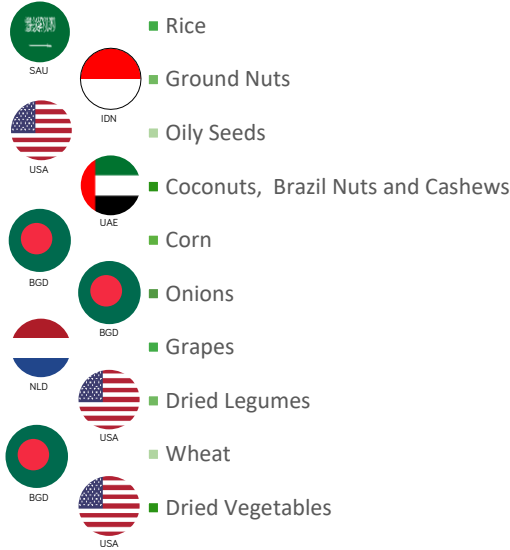 Rice
SAU
Ground Nuts
IDN
Oily Seeds
USA
Coconuts, Brazil Nuts and Cashews
UAE
Corn
BGD
Onions
BGD
Grapes
NLD
Dried Legumes
USA
Wheat
BGD
Dried Vegetables
USA